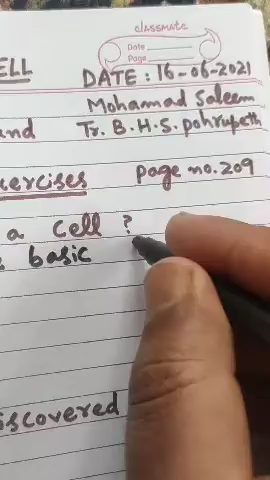 classmate
Date
Page
ELL
DATE : 16-06-2021
Mohamad Saleem
and Tr. B.H.S. pohrupeth
xercises page no. 209
a cell ?
basic
iscovered